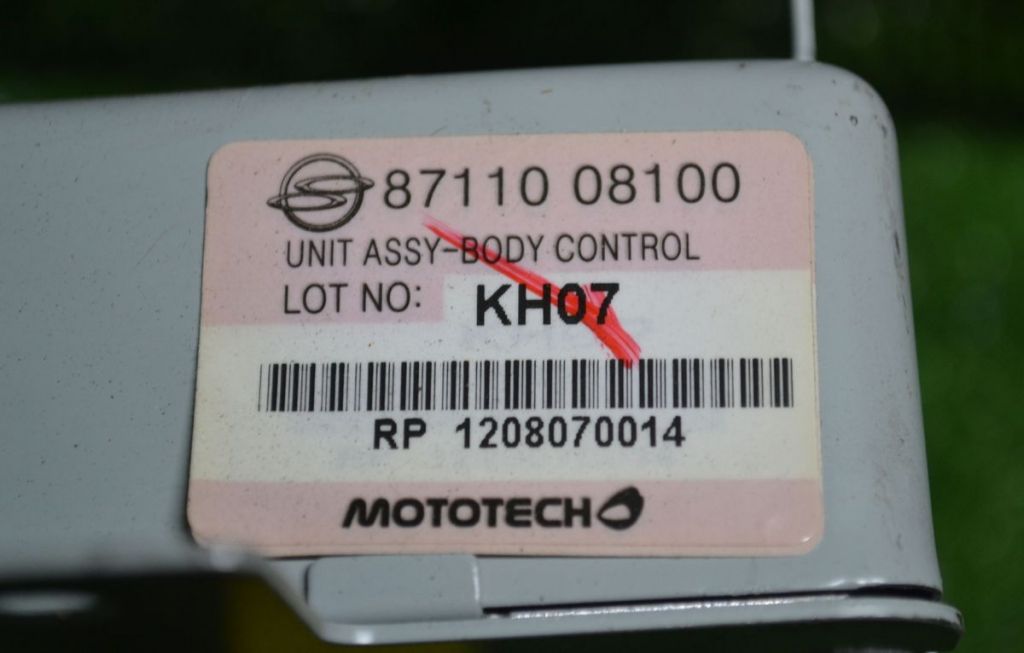 87110 08100
UNIT ASSY-BODY CONTROL
LOT NO: KH07
RP 1208070014
MOTOTECH